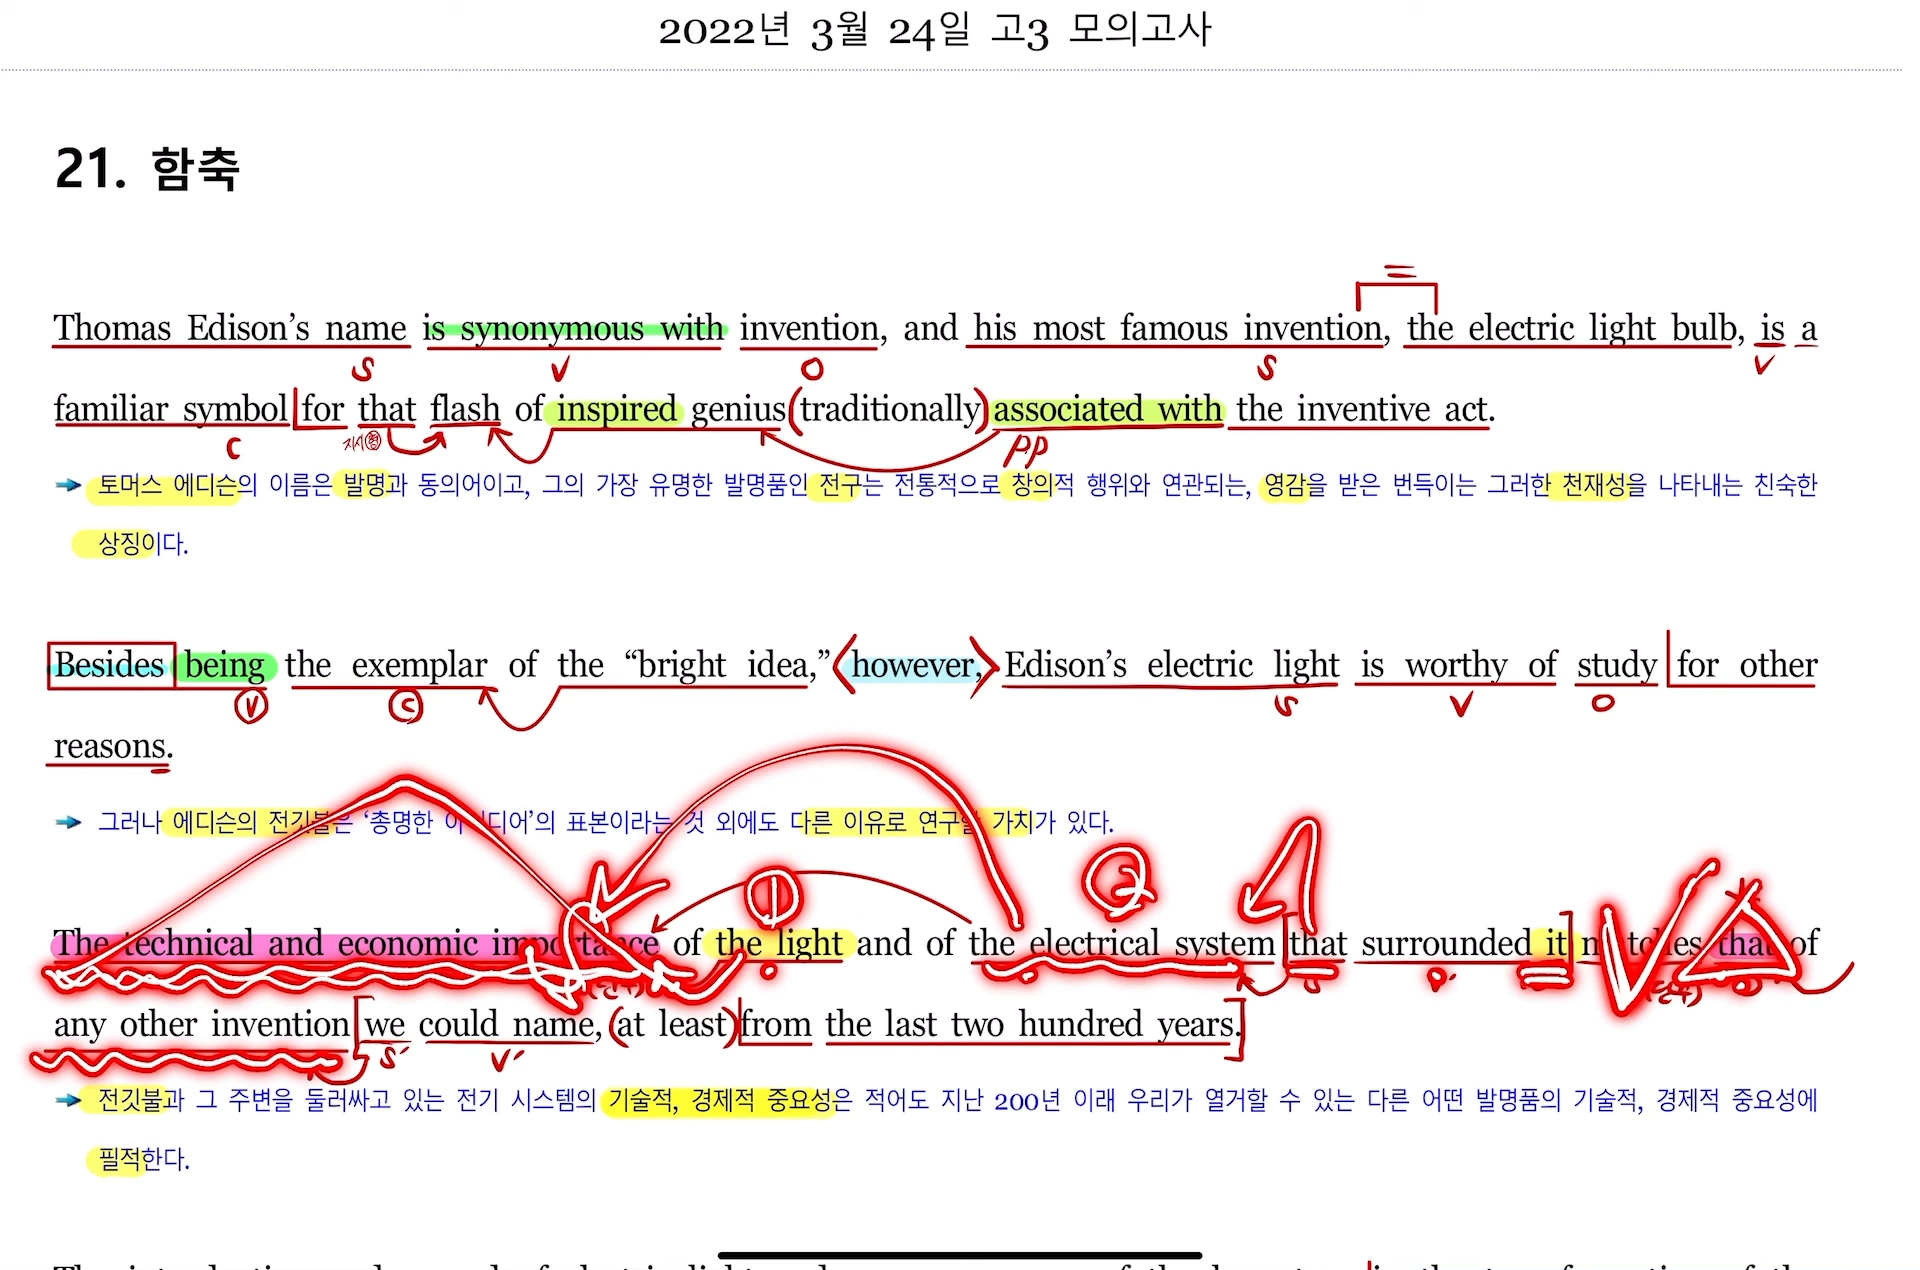 2022년 3월 24일 고3 모의고사
21. 함축
Thomas Edison’s name is synonymous with invention, and his most famous invention, the electric light bulb, is a
S V O S V
familiar symbol for that flash of inspired genius (traditionally) associated with the inventive act.
C 지시형 pp
토머스 에디슨의 이름은 발명과 동의어이고, 그의 가장 유명한 발명품인 전구는 전통적으로 창의적 행위와 연관되는, 영감을 받은 번득이는 그러한 천재성을 나타내는 친숙한
상징이다.
Besides being the exemplar of the “bright idea,” <however,> Edison’s electric light is worthy of study for other
V C S V O
reasons.
그러나 에디슨의 전깃불은 ‘총명한 아이디어’의 표본이라는 것 외에도 다른 이유로 연구할 가치가 있다.
① ②
The technical and economic importance of the light and of the electrical system [that surrounded it] matches that of
any other invention [we could name, (at least) from the last two hundred years.]
S′ V′
전깃불과 그 주변을 둘러싸고 있는 전기 시스템의 기술적, 경제적 중요성은 적어도 지난 200년 이래 우리가 열거할 수 있는 다른 어떤 발명품의 기술적, 경제적 중요성에
필적한다.